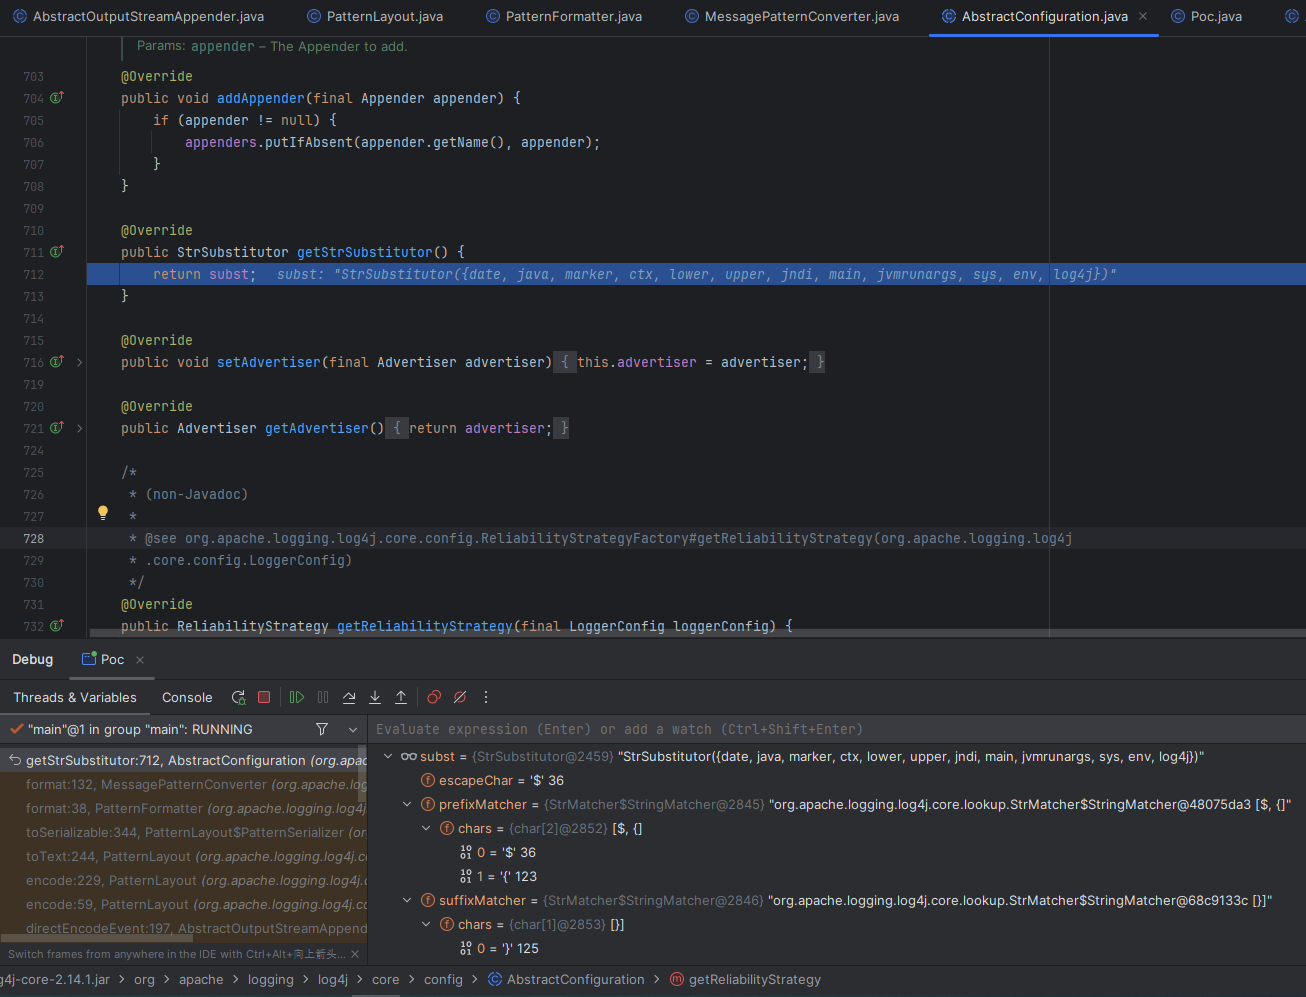 AbstractOutputStreamAppender.java PatternLayout.java PatternFormatter.java MessagePatternConverter.java AbstractConfiguration.java Poc.java
Params: appender – The Appender to add.
703 @Override
704 public void addAppender(final Appender appender) {
705 if (appender != null) {
706 appenders.putIfAbsent(appender.getName(), appender);
707 }
708 }
709
710 @Override
711 public StrSubstitutor getStrSubstitutor() {
712 return subst; subst: "StrSubstitutor({date, java, marker, ctx, lower, upper, jndi, main, jvmrunargs, sys, env, log4j})"
713 }
714
715 @Override
716 public void setAdvertiser(final Advertiser advertiser) { this.advertiser = advertiser; }
719
720 @Override
721 public Advertiser getAdvertiser() { return advertiser; }
724
725 /*
726 * (non-Javadoc)
727 *
728 * @see org.apache.logging.log4j.core.config.ReliabilityStrategyFactory#getReliabilityStrategy(org.apache.logging.log4j
729 * .core.config.LoggerConfig)
730 */
731 @Override
732 public ReliabilityStrategy getReliabilityStrategy(final LoggerConfig loggerConfig) {
Debug Poc
Threads & Variables Console
"main"@1 in group "main": RUNNING
Evaluate expression (Enter) or add a watch (Ctrl+Shift+Enter)
getStrSubstitutor:712, AbstractConfiguration (org.apac
format:132, MessagePatternConverter (org.apache.log
format:38, PatternFormatter (org.apache.logging.log4j
toSerializable:344, PatternLayout$PatternSerializer (or
toText:244, PatternLayout (org.apache.logging.log4j.c
encode:229, PatternLayout (org.apache.logging.log4j.
encode:59, PatternLayout (org.apache.logging.log4j.co
directEncodeEvent:197, AbstractOutputStreamAppend
Switch frames from anywhere in the IDE with Ctrl+Alt+向上箭头...
subst = {StrSubstitutor@2459} "StrSubstitutor({date, java, marker, ctx, lower, upper, jndi, main, jvmrunargs, sys, env, log4j})"
escapeChar = '$' 36
prefixMatcher = {StrMatcher$StringMatcher@2845} "org.apache.logging.log4j.core.lookup.StrMatcher$StringMatcher@48075da3 [$, {]"
chars = {char[2]@2852} [$, {]
0 = '$' 36
1 = '{' 123
suffixMatcher = {StrMatcher$StringMatcher@2846} "org.apache.logging.log4j.core.lookup.StrMatcher$StringMatcher@68c9133c [}]"
chars = {char[1]@2853} [}]
0 = '}' 125
g4j-core-2.14.1.jar > org > apache > logging > log4j > core > config > AbstractConfiguration > getReliabilityStrategy